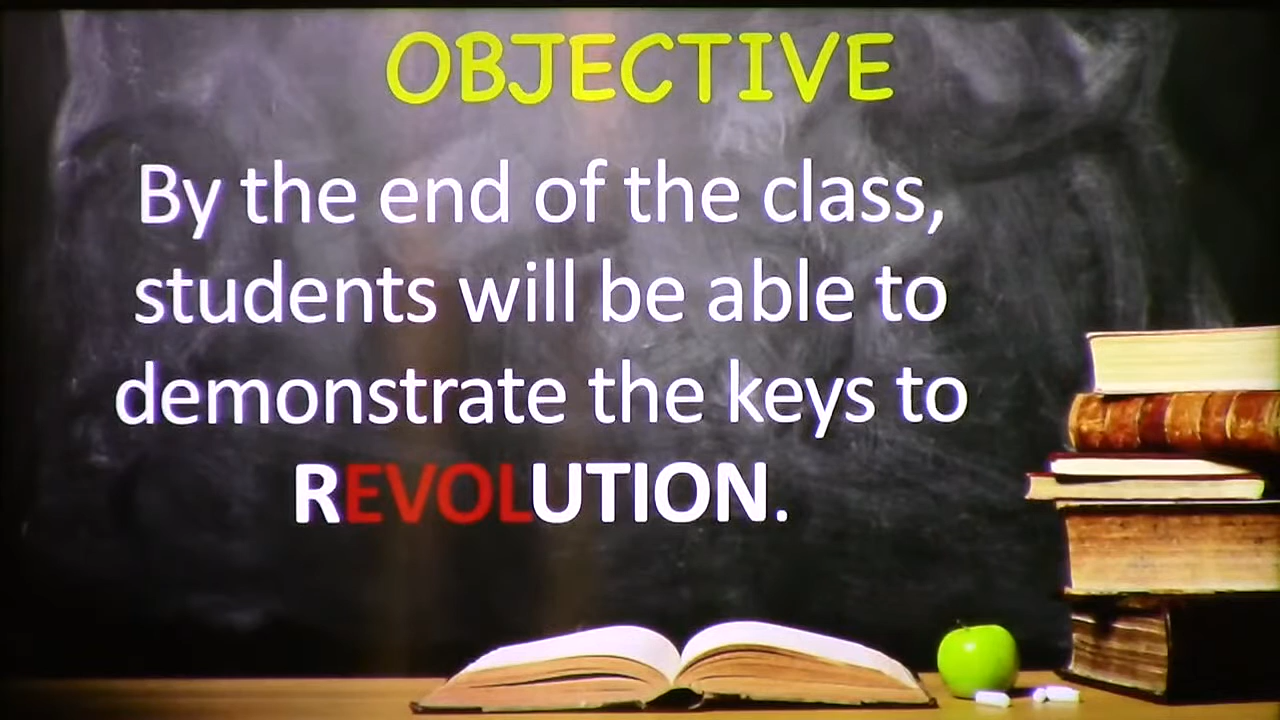 OBJECTIVE
By the end of the class,
students will be able to
demonstrate the keys to
REVOLUTION.